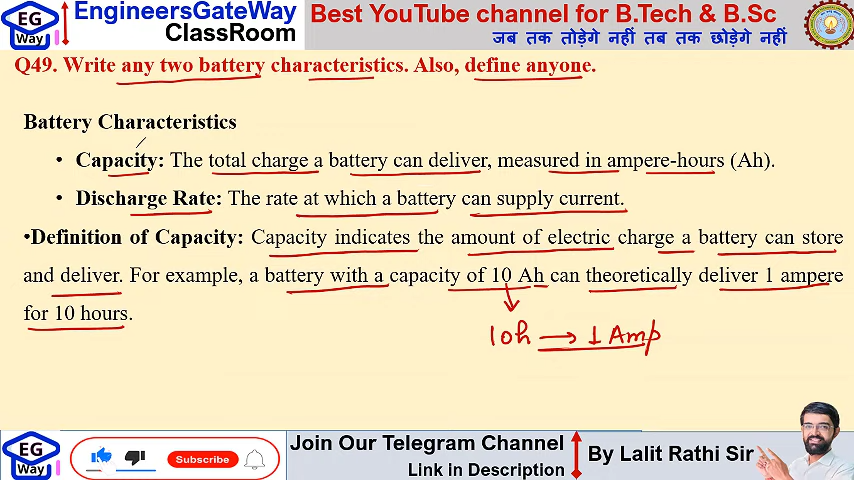 EG
Way
EngineersGateWay
ClassRoom
Best YouTube channel for B.Tech & B.Sc
जब तक तोड़ेगे नहीं तब तक छोड़ेगे नहीं
Q49. Write any two battery characteristics. Also, define anyone.
Battery Characteristics
• Capacity: The total charge a battery can deliver, measured in ampere-hours (Ah).
• Discharge Rate: The rate at which a battery can supply current.
•Definition of Capacity: Capacity indicates the amount of electric charge a battery can store
and deliver. For example, a battery with a capacity of 10 Ah can theoretically deliver 1 ampere
for 10 hours.
10h → 1 Amp
EG
Way
Subscribe
Join Our Telegram Channel
Link in Description
By Lalit Rathi Sir